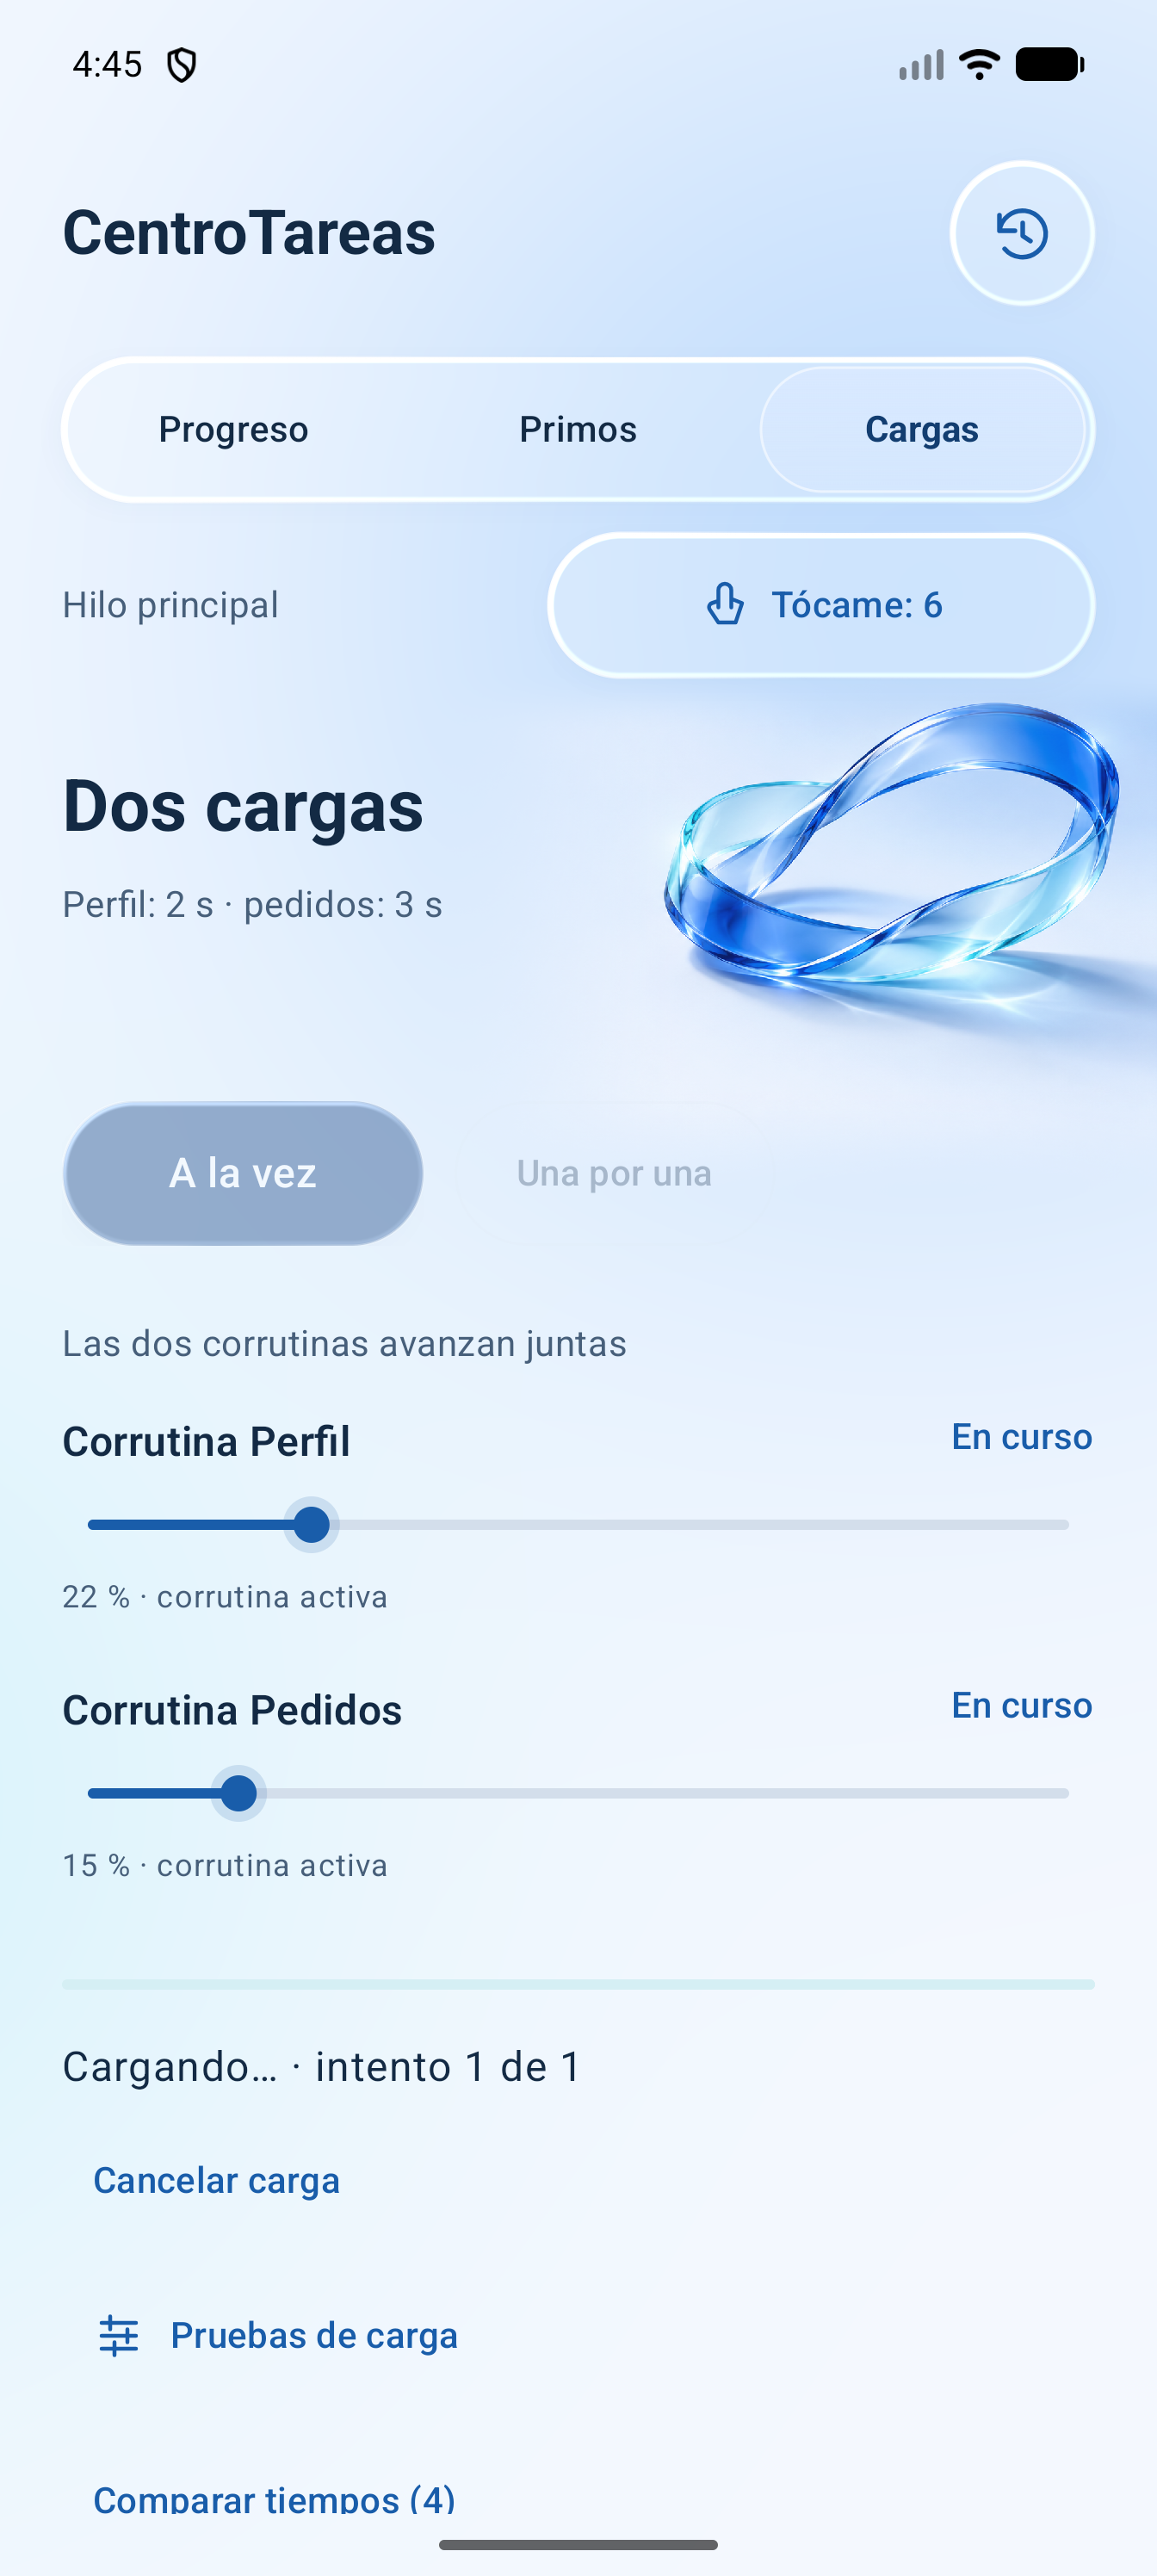 4:45
CentroTareas
Progreso Primos Cargas
Hilo principal Tócame: 6
Dos cargas
Perfil: 2 s · pedidos: 3 s
A la vez Una por una
Las dos corrutinas avanzan juntas
Corrutina Perfil En curso
22 % · corrutina activa
Corrutina Pedidos En curso
15 % · corrutina activa
Cargando… · intento 1 de 1
Cancelar carga
Pruebas de carga
Comparar tiempos (4)